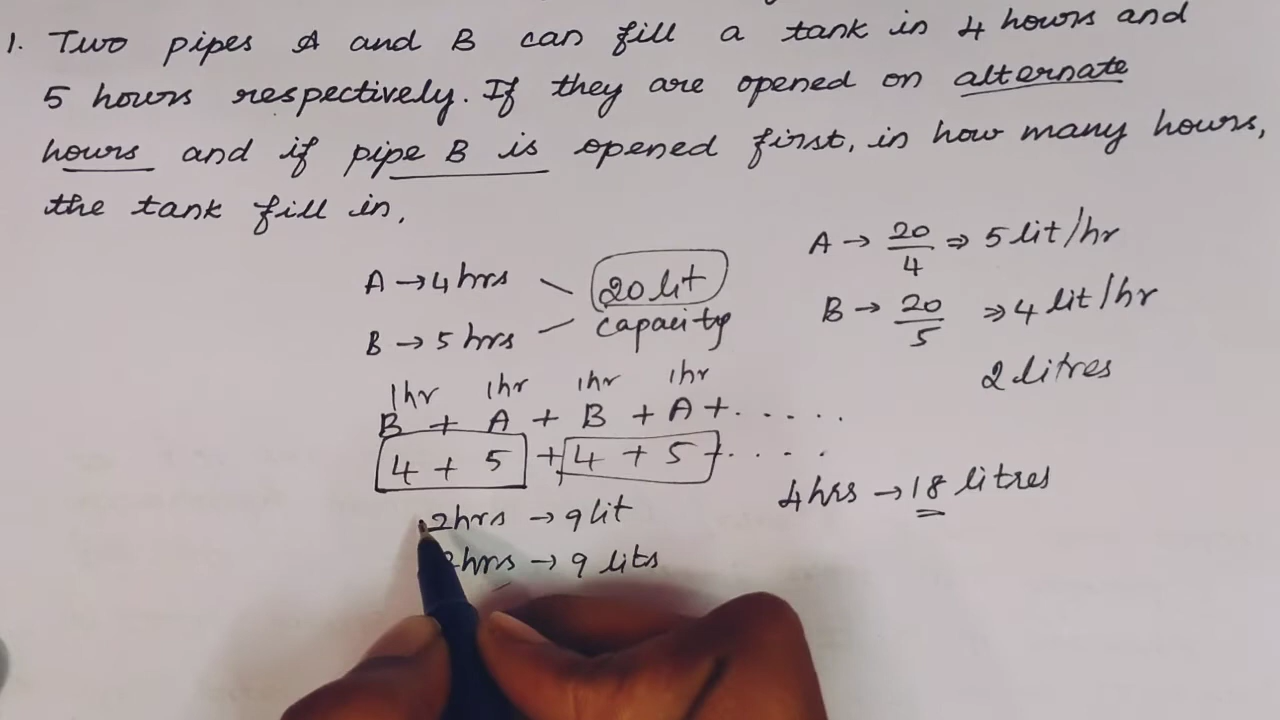 1. Two pipes A and B can fill a tank in 4 hours and
5 hours respectively. If they are opened on alternate
hours and if pipe B is opened first, in how many hours,
the tank fill in,
A → 20/4 ⇒ 5 lit/hr
A → 4 hrs
20 lit
capacity
B → 5 hrs
B → 20/5 ⇒ 4 lit/hr
2 litres
1hr 1hr 1hr 1hr
B + A + B + A + . . . . .
4 + 5 + 4 + 5 + . . . .
4 hrs → 18 litres
2hrs → 9 lit
2hrs → 9 lits